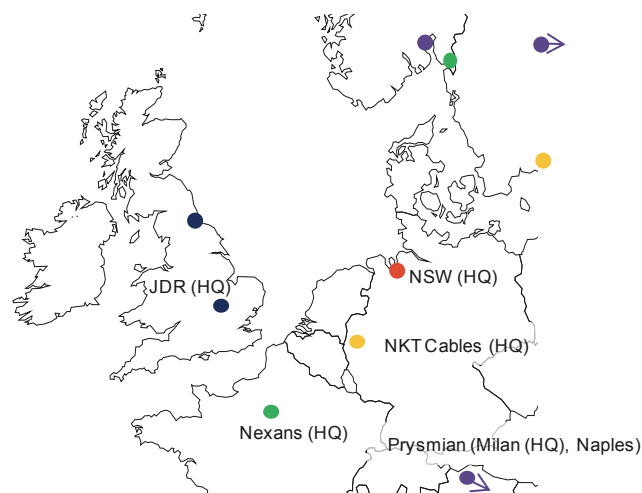 JDR (HQ)
NSW (HQ)
NKT Cables (HQ)
Nexans (HQ)
Prysmian (Milan (HQ), Naples)